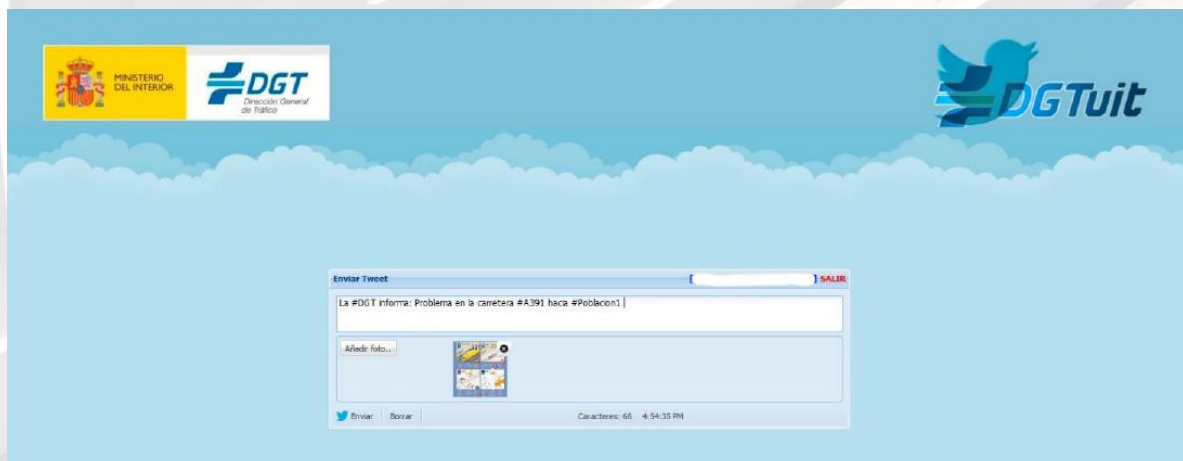 MINISTERIO
DEL INTERIOR
DGT
Dirección General
de Tráfico
DGTuit
Enviar Tweet [ ] SALIR
La #DGT informa: Problema en la carretera #A391 haca #Poblacion1
Añadir foto...
Enviar Borrar Caracteres: 66 4:54:35 PM